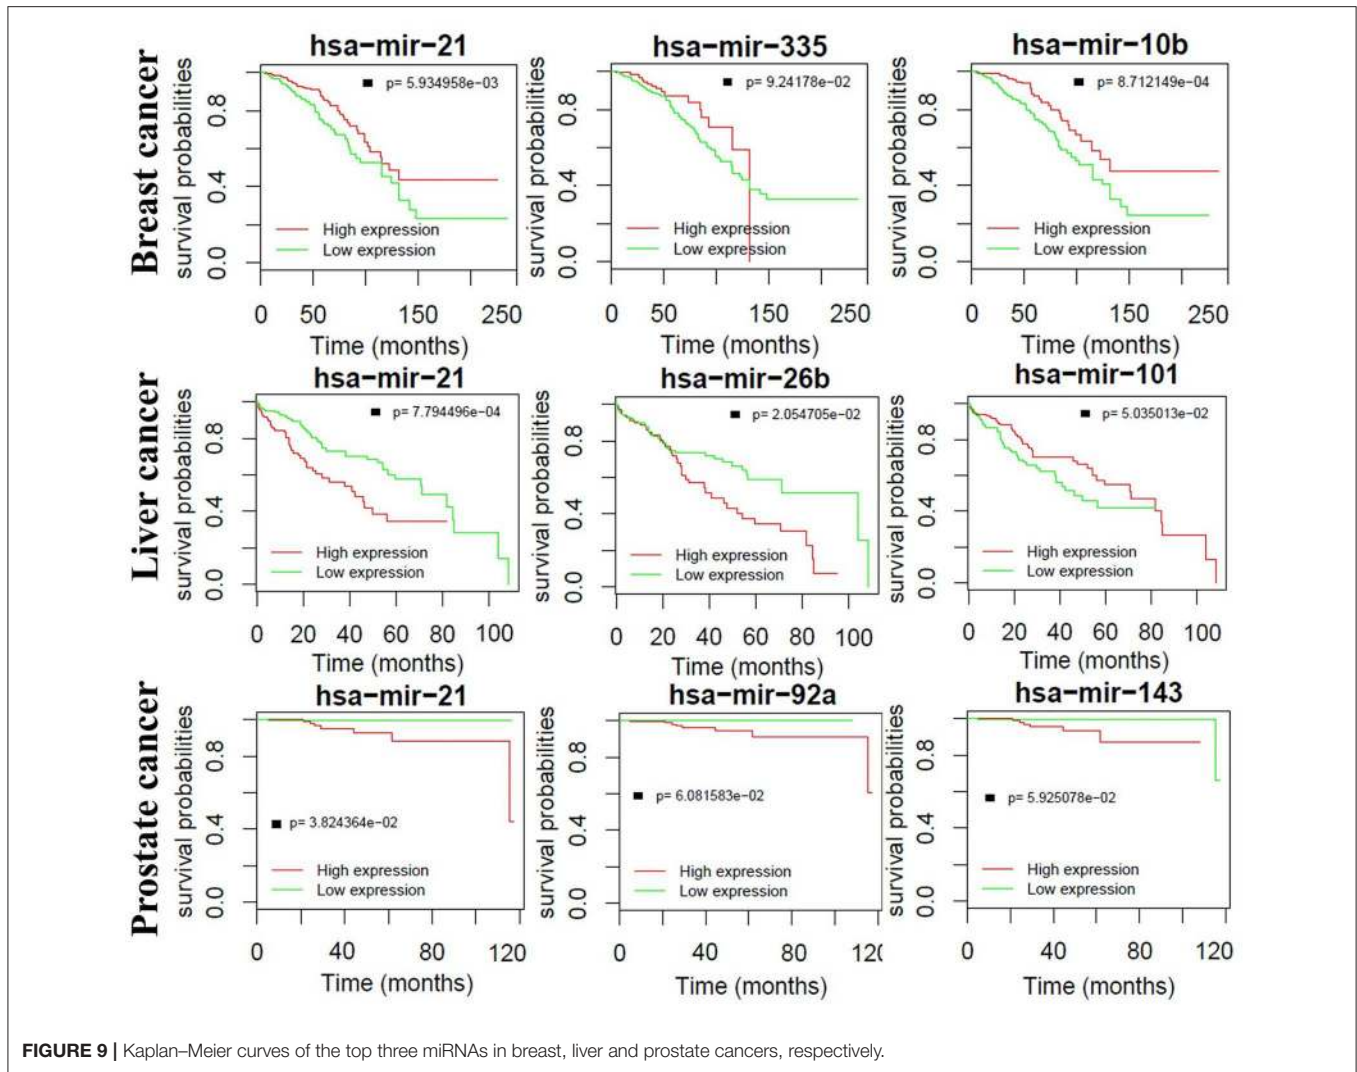 Breast cancer
hsa-mir-21
survival probabilities
0.0 0.4 0.8
p= 5.934958e-03
High expression
Low expression
0 50 150 250
Time (months)
hsa-mir-335
survival probabilities
0.0 0.4 0.8
p= 9.24178e-02
High expression
Low expression
0 50 150 250
Time (months)
hsa-mir-10b
survival probabilities
0.0 0.4 0.8
p= 8.712149e-04
High expression
Low expression
0 50 150 250
Time (months)
Liver cancer
hsa-mir-21
survival probabilities
0.0 0.4 0.8
p= 7.794496e-04
High expression
Low expression
0 20 40 60 80 100
Time (months)
hsa-mir-26b
survival probabilities
0.0 0.4 0.8
p= 2.054705e-02
High expression
Low expression
0 20 40 60 80 100
Time (months)
hsa-mir-101
survival probabilities
0.0 0.4 0.8
p= 5.035013e-02
High expression
Low expression
0 20 40 60 80 100
Time (months)
Prostate cancer
hsa-mir-21
survival probabilities
0.0 0.4 0.8
p= 3.824364e-02
High expression
Low expression
0 40 80 120
Time (months)
hsa-mir-92a
survival probabilities
0.0 0.4 0.8
p= 6.081583e-02
High expression
Low expression
0 40 80 120
Time (months)
hsa-mir-143
survival probabilities
0.0 0.4 0.8
p= 5.925078e-02
High expression
Low expression
0 40 80 120
Time (months)
FIGURE 9 | Kaplan–Meier curves of the top three miRNAs in breast, liver and prostate cancers, respectively.